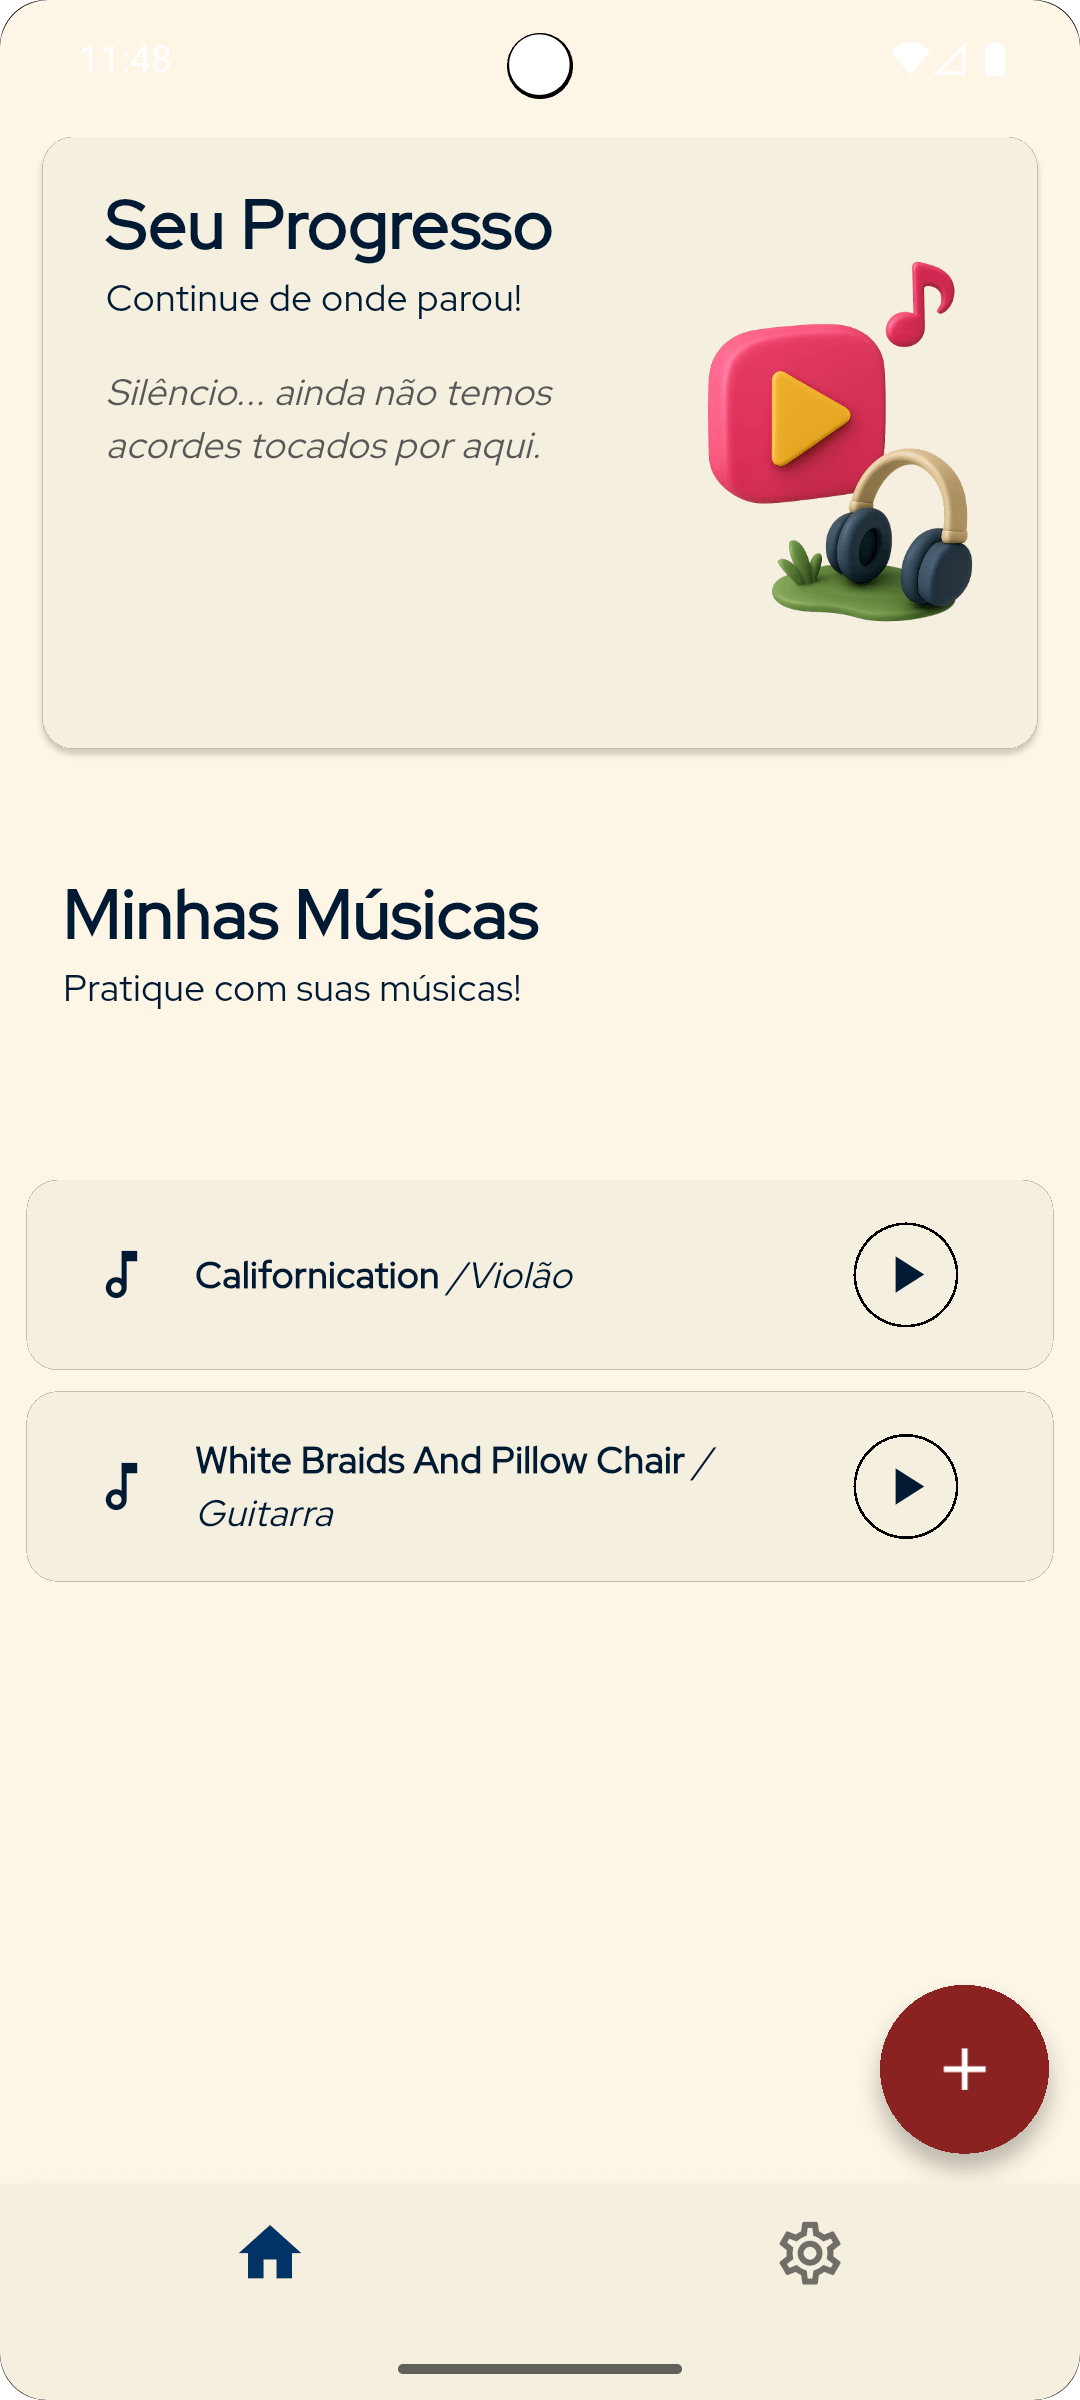 11:48
Seu Progresso
Continue de onde parou!
Silêncio... ainda não temos
acordes tocados por aqui.
Minhas Músicas
Pratique com suas músicas!
Californication /Violão
White Braids And Pillow Chair /
Guitarra